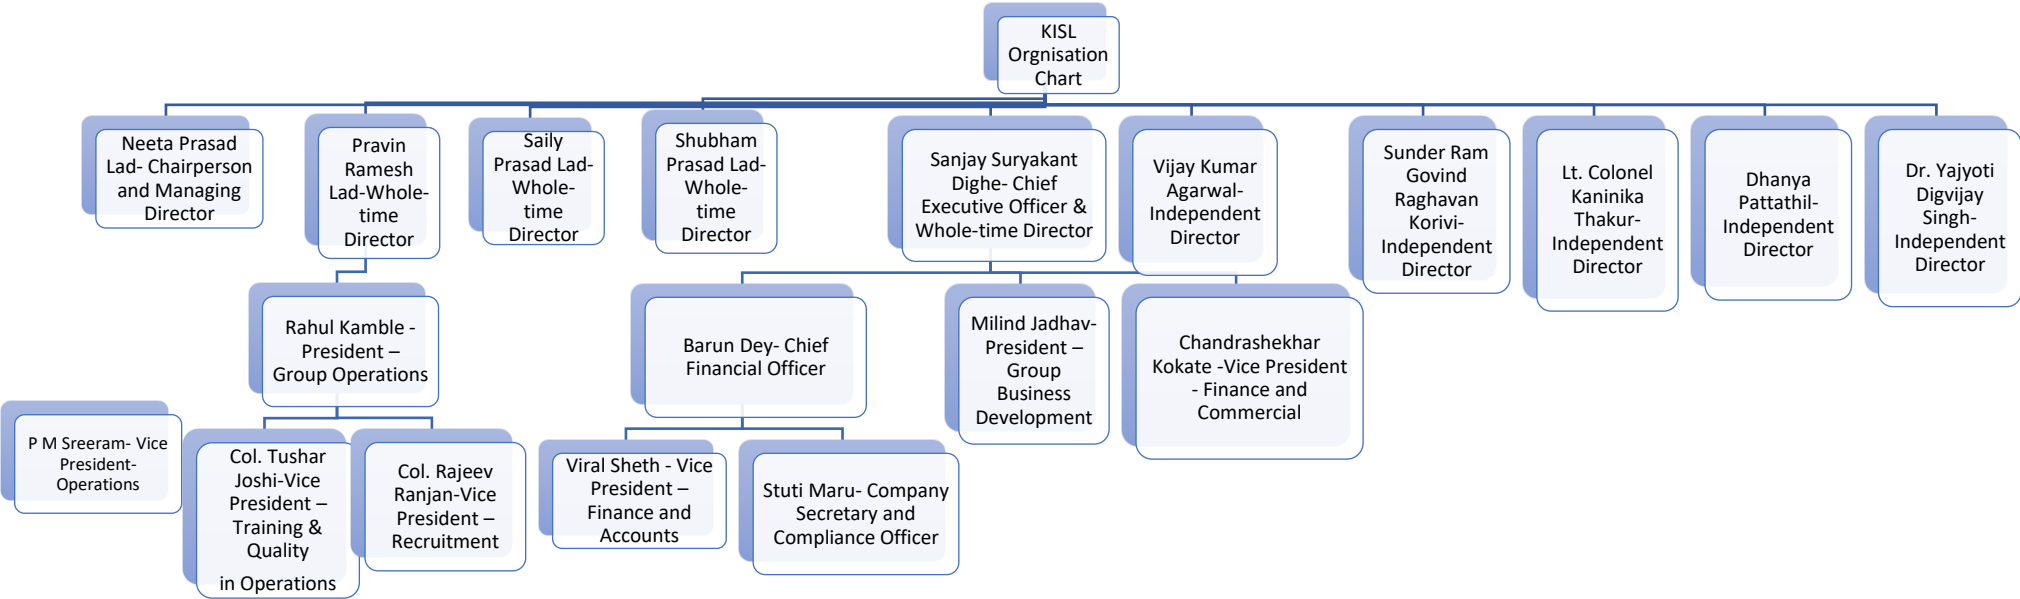 KISL
Orgnisation
Chart
Neeta Prasad
Lad- Chairperson
and Managing
Director
Pravin
Ramesh
Lad-Whole-
time
Director
Saily
Prasad Lad-
Whole-
time
Director
Shubham
Prasad Lad-
Whole-
time
Director
Sanjay Suryakant
Dighe- Chief
Executive Officer &
Whole-time Director
Vijay Kumar
Agarwal-
Independent
Director
Sunder Ram
Govind
Raghavan
Korivi-
Independent
Director
Lt. Colonel
Kaninika
Thakur-
Independent
Director
Dhanya
Pattathil-
Independent
Director
Dr. Yajyoti
Digvijay
Singh-
Independent
Director
Rahul Kamble -
President –
Group Operations
Barun Dey- Chief
Financial Officer
Milind Jadhav-
President –
Group
Business
Development
Chandrashekhar
Kokate -Vice President
- Finance and
Commercial
P M Sreeram- Vice
President-
Operations
Col. Tushar
Joshi-Vice
President –
Training &
Quality
in Operations
Col. Rajeev
Ranjan-Vice
President –
Recruitment
Viral Sheth - Vice
President –
Finance and
Accounts
Stuti Maru- Company
Secretary and
Compliance Officer